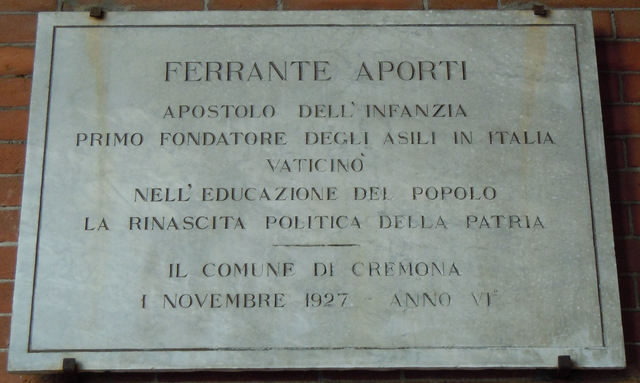 FERRANTE APORTI
APOSTOLO DELL'INFANZIA
PRIMO FONDATORE DEGLI ASILI IN ITALIA
VATICINÒ
NELL'EDUCAZIONE DEL POPOLO
LA RINASCITA POLITICA DELLA PATRIA
IL COMUNE DI CREMONA
1 NOVEMBRE 1927 ANNO VI°